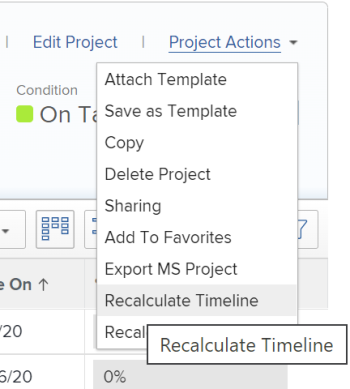 Edit Project
Project Actions
Condition
On Ta
Attach Template
Save as Template
Copy
Delete Project
Sharing
Add To Favorites
Export MS Project
Recalculate Timeline
Recal
Recalculate Timeline
e On ↑
/20
6/20
0%